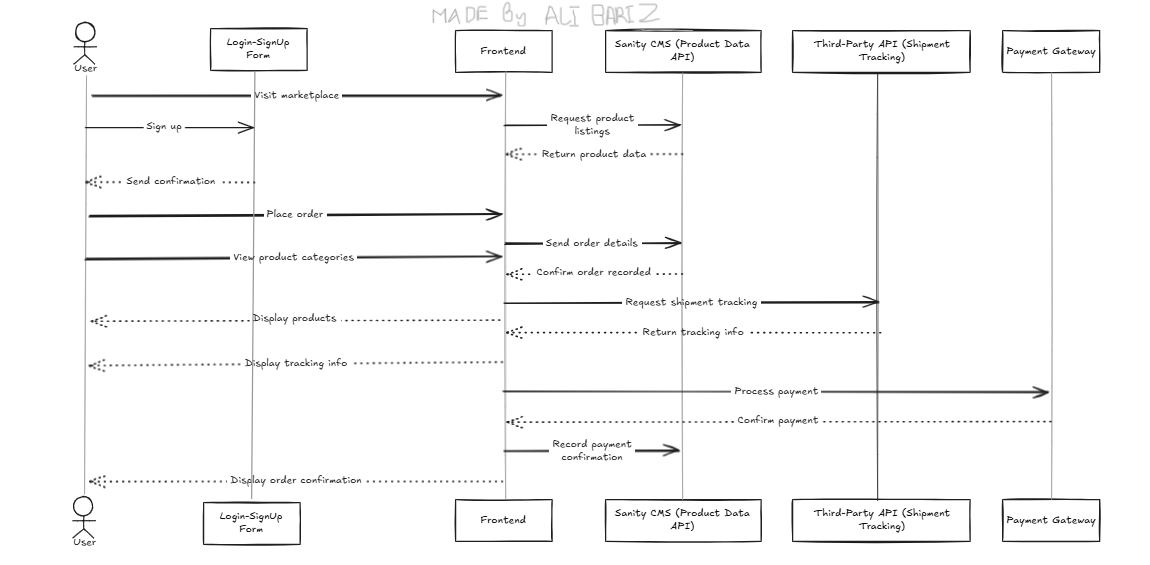 MADE By ALI BARIZ
User
Login-SignUp
Form
Frontend
Sanity CMS (Product Data
API)
Third-Party API (Shipment
Tracking)
Payment Gateway
Visit marketplace
Sign up
Request product
listings
Return product data
Send confirmation
Place order
Send order details
View product categories
Confirm order recorded
Request shipment tracking
Display products
Return tracking info
Display tracking info
Process payment
Confirm payment
Record payment
confirmation
Display order confirmation
User
Login-SignUp
Form
Frontend
Sanity CMS (Product Data
API)
Third-Party API (Shipment
Tracking)
Payment Gateway